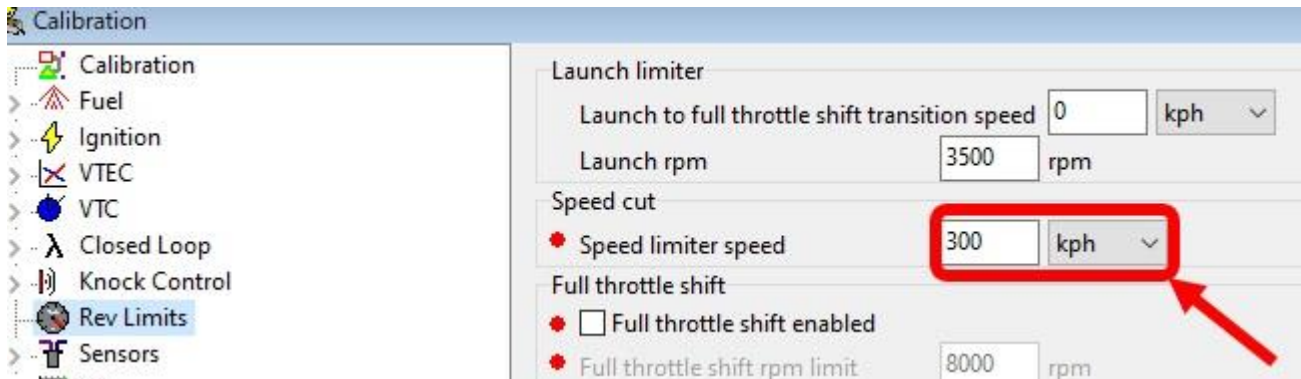 Calibration
Calibration
Fuel
Ignition
VTEC
VTC
Closed Loop
Knock Control
Rev Limits
Sensors
Launch limiter
Launch to full throttle shift transition speed 0 kph
Launch rpm 3500 rpm
Speed cut
Speed limiter speed 300 kph
Full throttle shift
Full throttle shift enabled
Full throttle shift rpm limit 8000 rpm